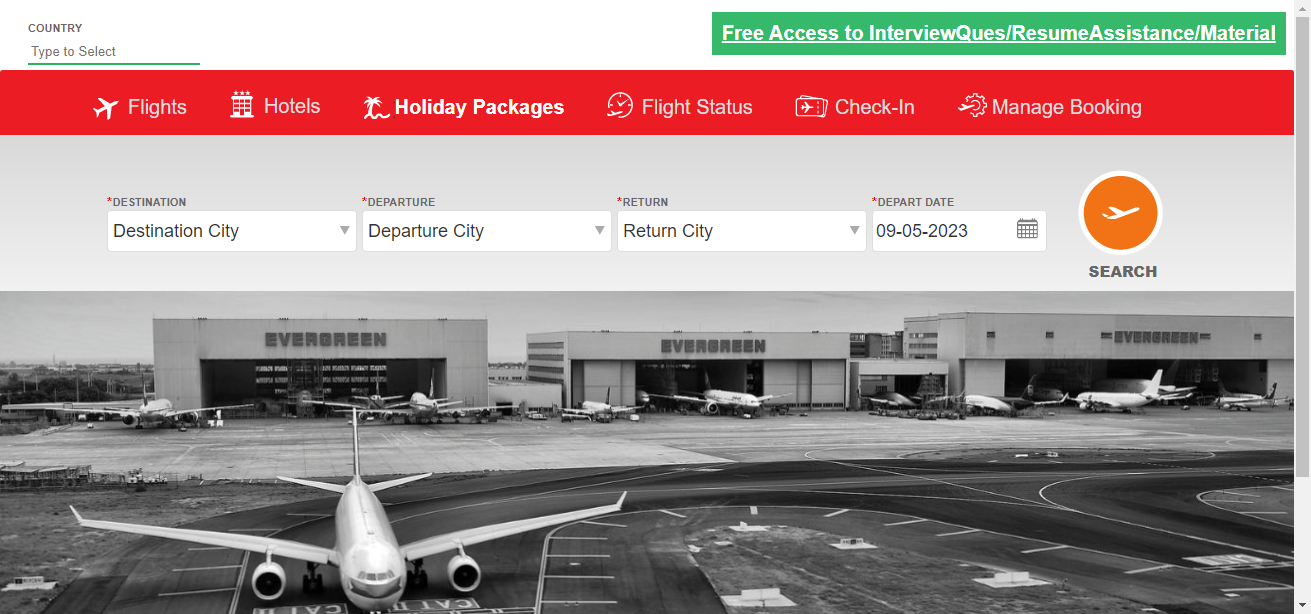 COUNTRY
Type to Select
Free Access to InterviewQues/ResumeAssistance/Material
Flights
Hotels
Holiday Packages
Flight Status
Check-In
Manage Booking
*DESTINATION
*DEPARTURE
*RETURN
*DEPART DATE
Destination City
Departure City
Return City
09-05-2023
SEARCH
EVERGREEN
EVERGREEN
EVERGREEN